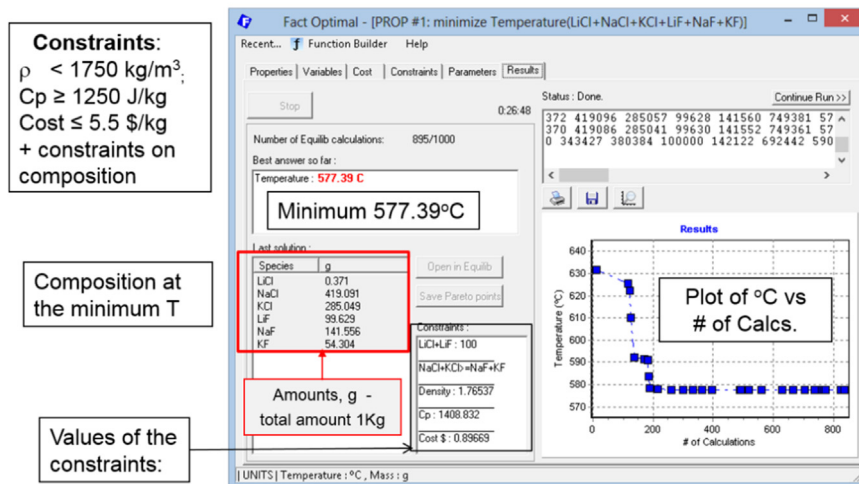 Constraints:
ρ < 1750 kg/m3;
Cp ≥ 1250 J/kg
Cost ≤ 5.5 $/kg
+ constraints on
composition
Composition at
the minimum T
Values of the
constraints:
Fact Optimal - [PROP #1: minimize Temperature(LiCl+NaCl+KCl+LiF+NaF+KF)]
Recent... Function Builder Help
Properties Variables Cost Constraints Parameters Results
Stop 0:26:48
Number of Equilib calculations: 895/1000
Best answer so far :
Temperature : 577.39 C
Minimum 577.39ºC
Last solution :
Species g
LiCl 0.371
NaCl 419.091
KCl 285.049
LiF 99.629
NaF 141.556
KF 54.304
Open in Equilib
Save Pareto points
Amounts, g -
total amount 1Kg
Constraints :
LiCl+LiF : 100
NaCl+KCl>=NaF+KF
Density : 1.76537
Cp : 1408.832
Cost $ : 0.89669
Status : Done. Continue Run >>
372 419096 285057 99628 141560 749381 57
370 419086 285041 99630 141552 749361 57
0 343427 380384 100000 142122 692442 590
Results
Plot of ºC vs
# of Calcs.
Temperature (ºC)
640
630
620
610
600
590
580
570
0 200 400 600 800
# of Calculations
UNITS | Temperature : ºC , Mass : g